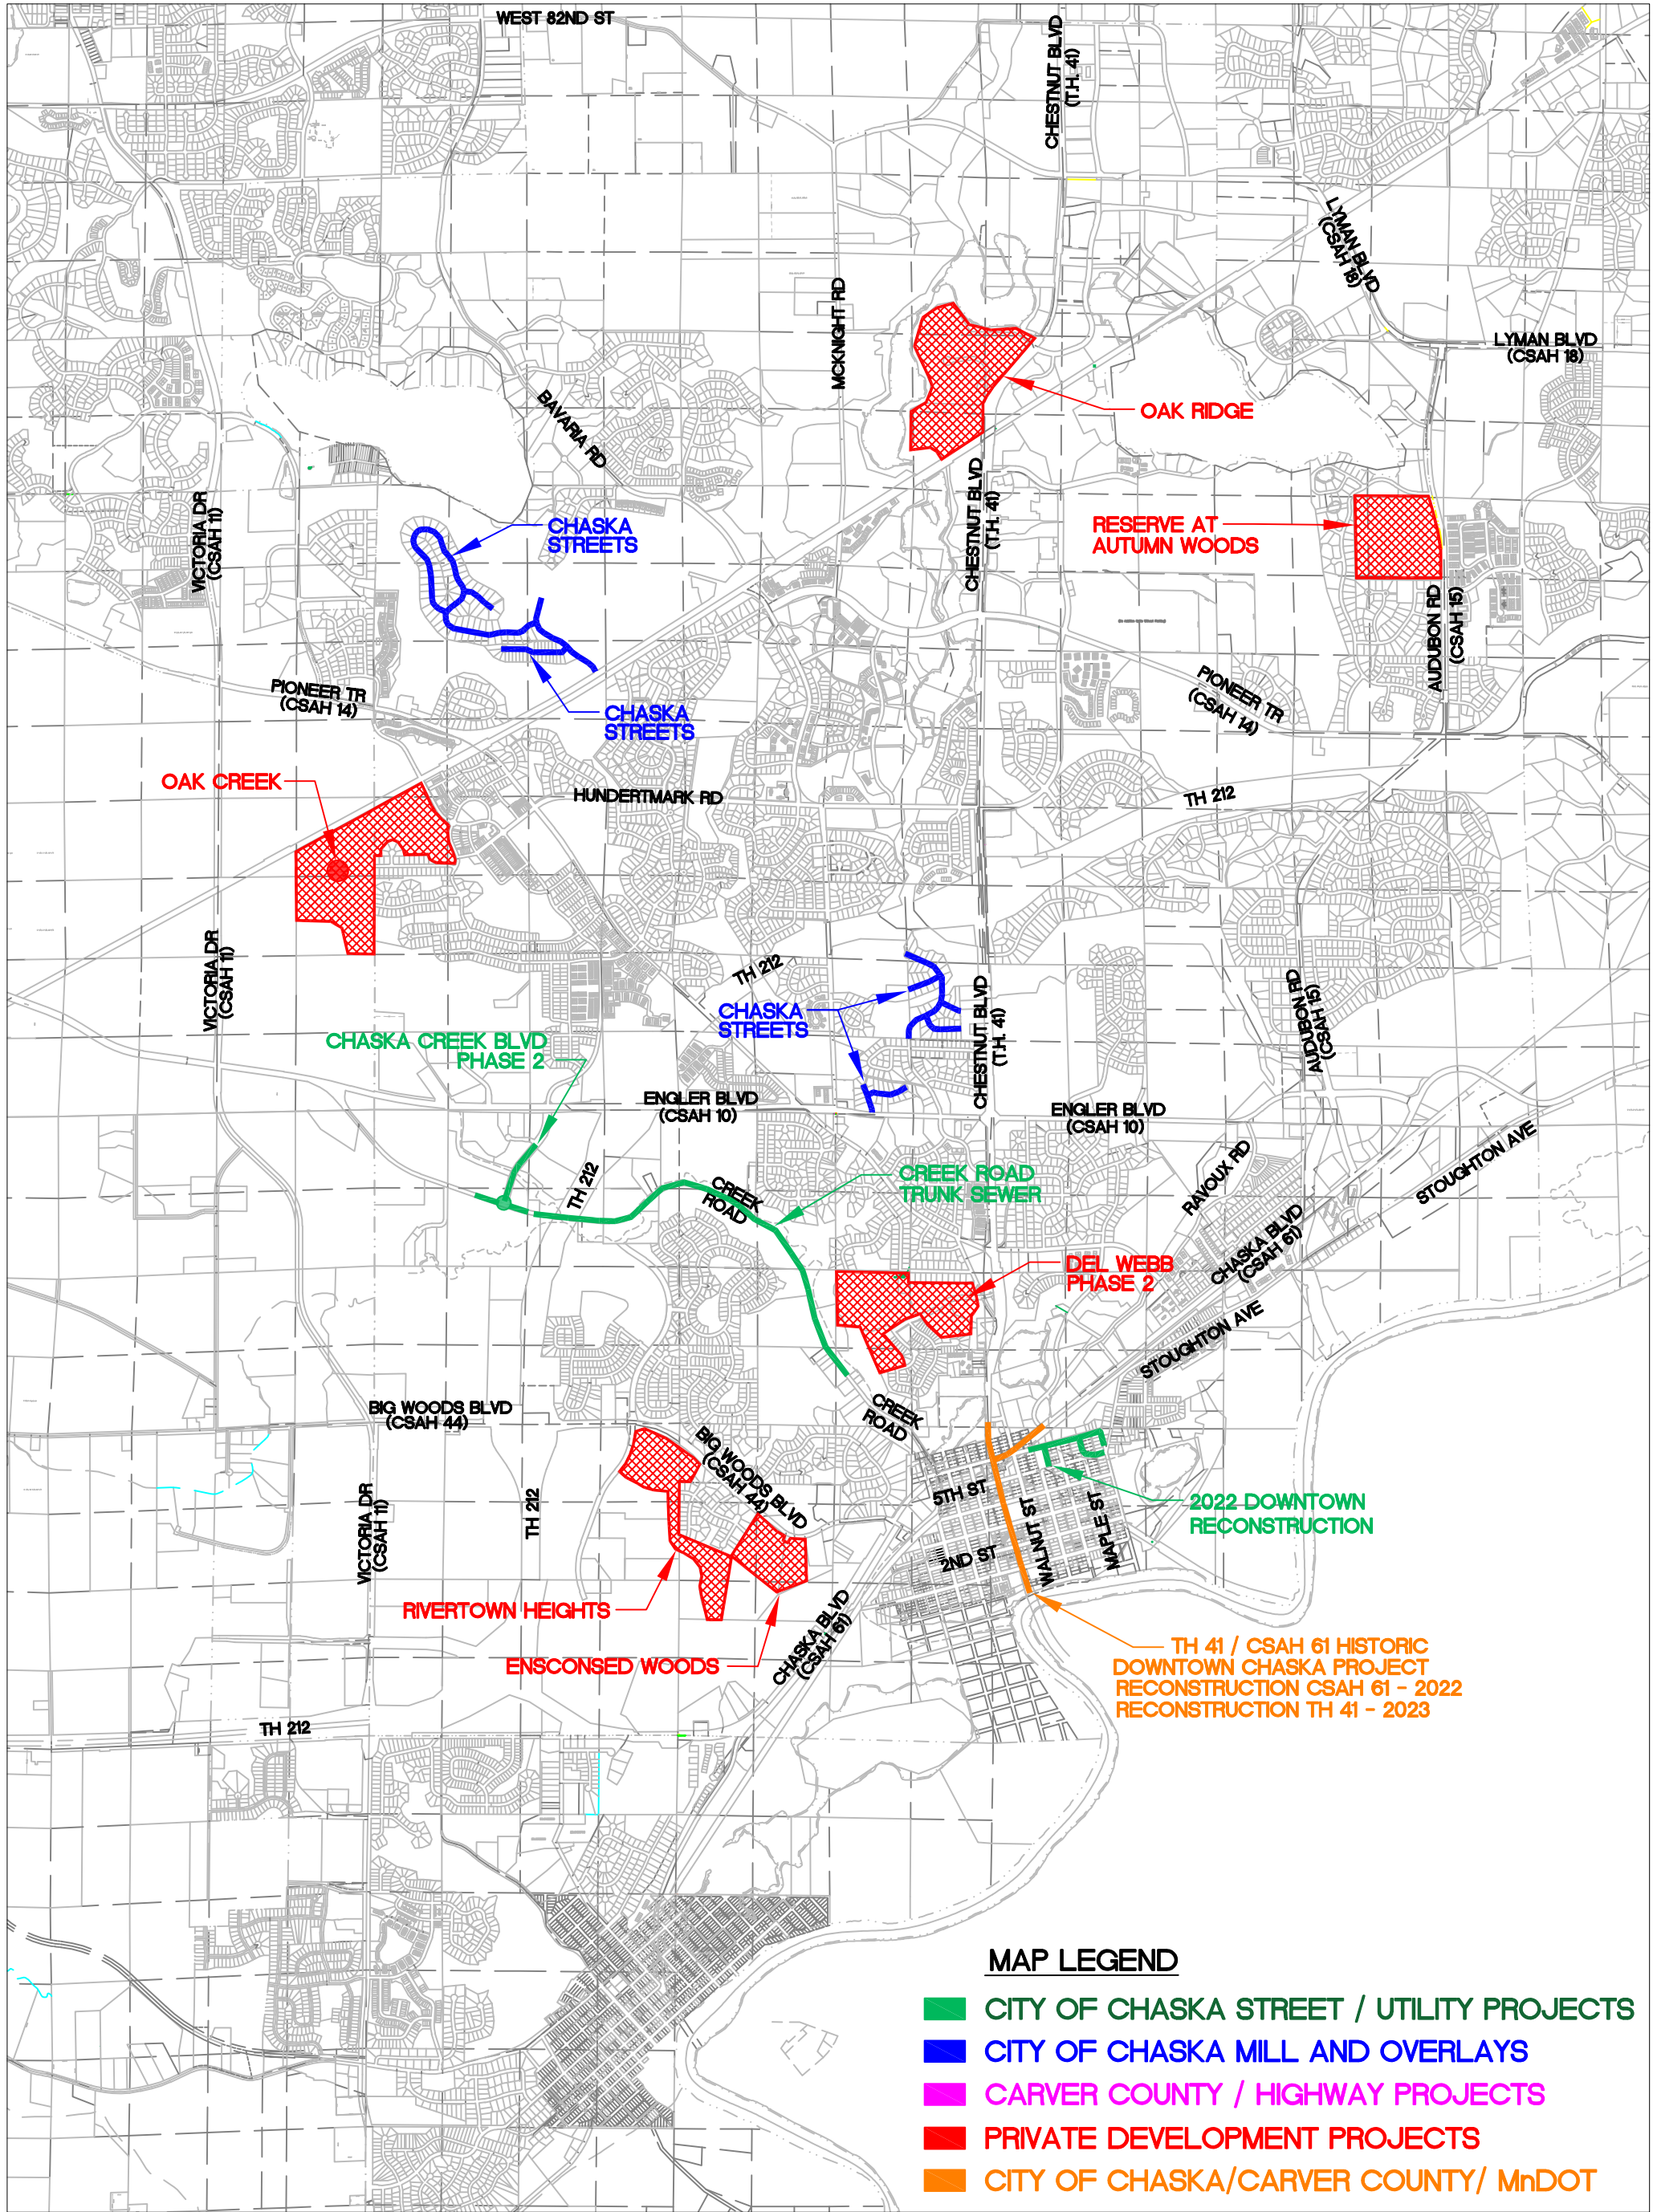 WEST 82ND ST
CHESTNUT BLVD
(T.H. 41)
LYMAN BLVD
(CSAH 18)
LYMAN BLVD
(CSAH 18)
MCKNIGHT RD
OAK RIDGE
BAVARIA RD
CHESTNUT BLVD
(T.H. 41)
VICTORIA DR
(CSAH 11)
CHASKA
STREETS
RESERVE AT
AUTUMN WOODS
AUDUBON RD
(CSAH 15)
PIONEER TR
(CSAH 14)
CHASKA
STREETS
PIONEER TR
(CSAH 14)
OAK CREEK
HUNDERTMARK RD
TH 212
VICTORIA DR
(CSAH 11)
TH 212
CHESTNUT BLVD
(T.H. 41)
AUDUBON RD
(CSAH 15)
CHASKA
STREETS
CHASKA CREEK BLVD
PHASE 2
ENGLER BLVD
(CSAH 10)
ENGLER BLVD
(CSAH 10)
STOUGHTON AVE
RAVOUX RD
TH 212
CREEK
ROAD
CREEK ROAD
TRUNK SEWER
CHASKA BLVD
(CSAH 61)
DEL WEBB
PHASE 2
STOUGHTON AVE
BIG WOODS BLVD
(CSAH 44)
CREEK
ROAD
BIG WOODS BLVD
(CSAH 44)
VICTORIA DR
(CSAH 11)
TH 212
5TH ST
WALNUT ST
MAPLE ST
2022 DOWNTOWN
RECONSTRUCTION
2ND ST
RIVERTOWN HEIGHTS
CHASKA BLVD
(CSAH 61)
ENSCONSED WOODS
TH 41 / CSAH 61 HISTORIC
DOWNTOWN CHASKA PROJECT
RECONSTRUCTION CSAH 61 - 2022
RECONSTRUCTION TH 41 - 2023
TH 212
MAP LEGEND
CITY OF CHASKA STREET / UTILITY PROJECTS
CITY OF CHASKA MILL AND OVERLAYS
CARVER COUNTY / HIGHWAY PROJECTS
PRIVATE DEVELOPMENT PROJECTS
CITY OF CHASKA/CARVER COUNTY/ MnDOT